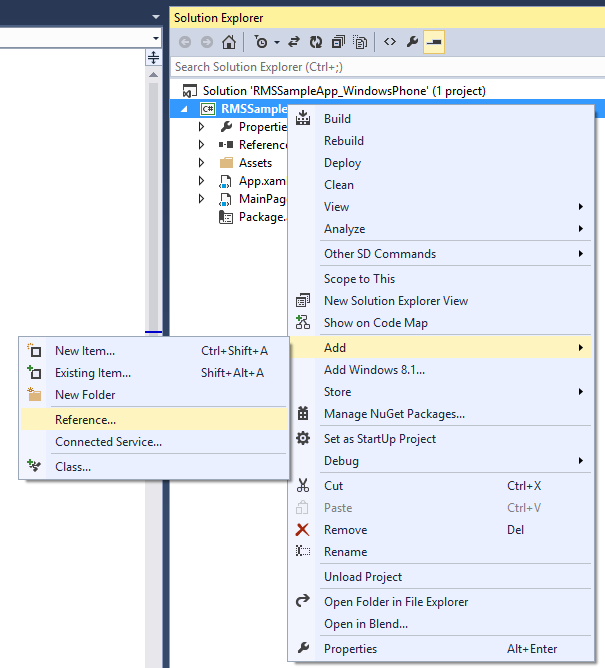 Solution Explorer
Search Solution Explorer (Ctrl+;)
Solution 'RMSSampleApp_WindowsPhone' (1 project)
C# RMSSample
Propertie
Referenc
Assets
App.xam
MainPag
Package.
Build
Rebuild
Deploy
Clean
View
Analyze
Other SD Commands
Scope to This
New Solution Explorer View
Show on Code Map
Add
Add Windows 8.1...
Store
Manage NuGet Packages...
Set as StartUp Project
Debug
Cut Ctrl+X
Paste Ctrl+V
Remove Del
Rename
Unload Project
Open Folder in File Explorer
Open in Blend...
Properties Alt+Enter
New Item... Ctrl+Shift+A
Existing Item... Shift+Alt+A
New Folder
Reference...
Connected Service...
Class...